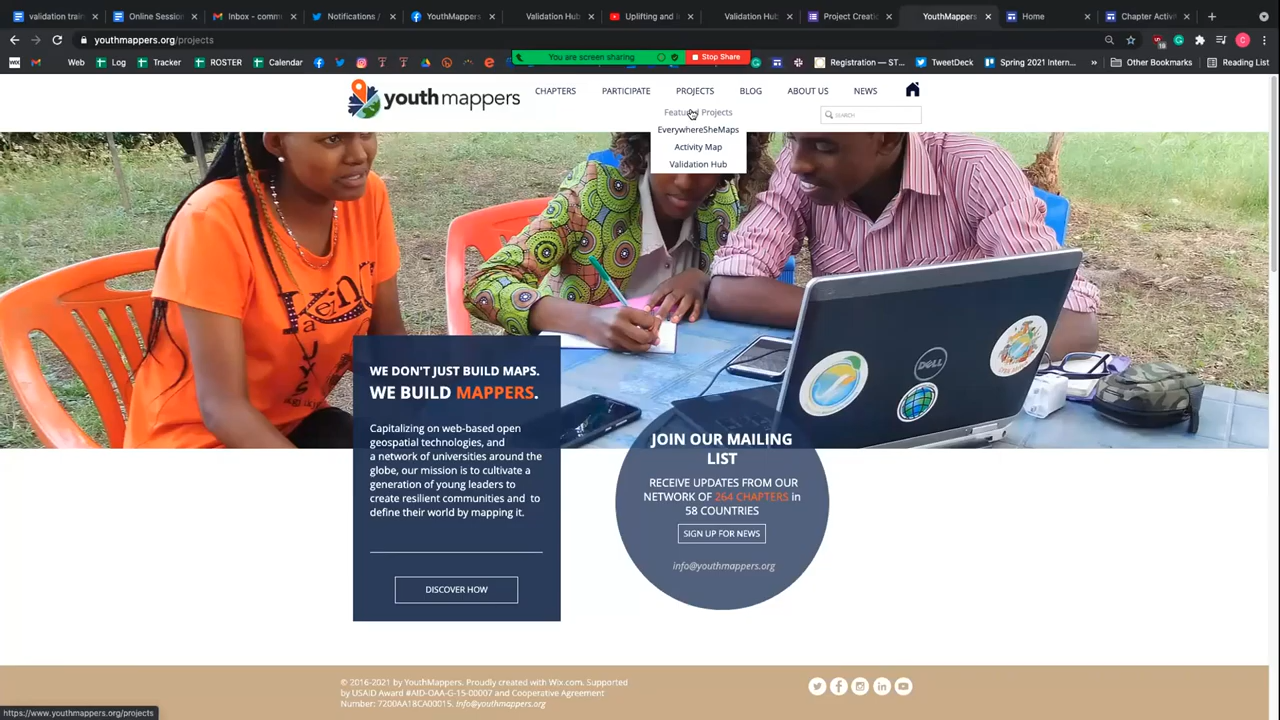 validation train
Online Session
Inbox - comm
Notifications /
YouthMappers
Validation Hub
Uplifting and i
Validation Hub
Project Creatio
YouthMappers
Home
Chapter Activi
youthmappers.org/projects
WiX
Web
Log
Tracker
ROSTER
Calendar
You are screen sharing
Stop Share
Registration — ST...
TweetDeck
Spring 2021 Intern...
Other Bookmarks
Reading List
youthmappers
CHAPTERS
PARTICIPATE
PROJECTS
BLOG
ABOUT US
NEWS
Featured Projects
SEARCH
EverywhereSheMaps
Activity Map
Validation Hub
DELL
WE DON'T JUST BUILD MAPS.
WE BUILD MAPPERS.
Capitalizing on web-based open
geospatial technologies, and
a network of universities around the
globe, our mission is to cultivate a
generation of young leaders to
create resilient communities and to
define their world by mapping it.
DISCOVER HOW
JOIN OUR MAILING
LIST
RECEIVE UPDATES FROM OUR
NETWORK OF 264 CHAPTERS in
58 COUNTRIES
SIGN UP FOR NEWS
info@youthmappers.org
© 2016-2021 by YouthMappers. Proudly created with Wix.com. Supported
by USAID Award #AID-OAA-G-15-00007 and Cooperative Agreement
Number: 7200AA18CA00015. info@youthmappers.org
https://www.youthmappers.org/projects